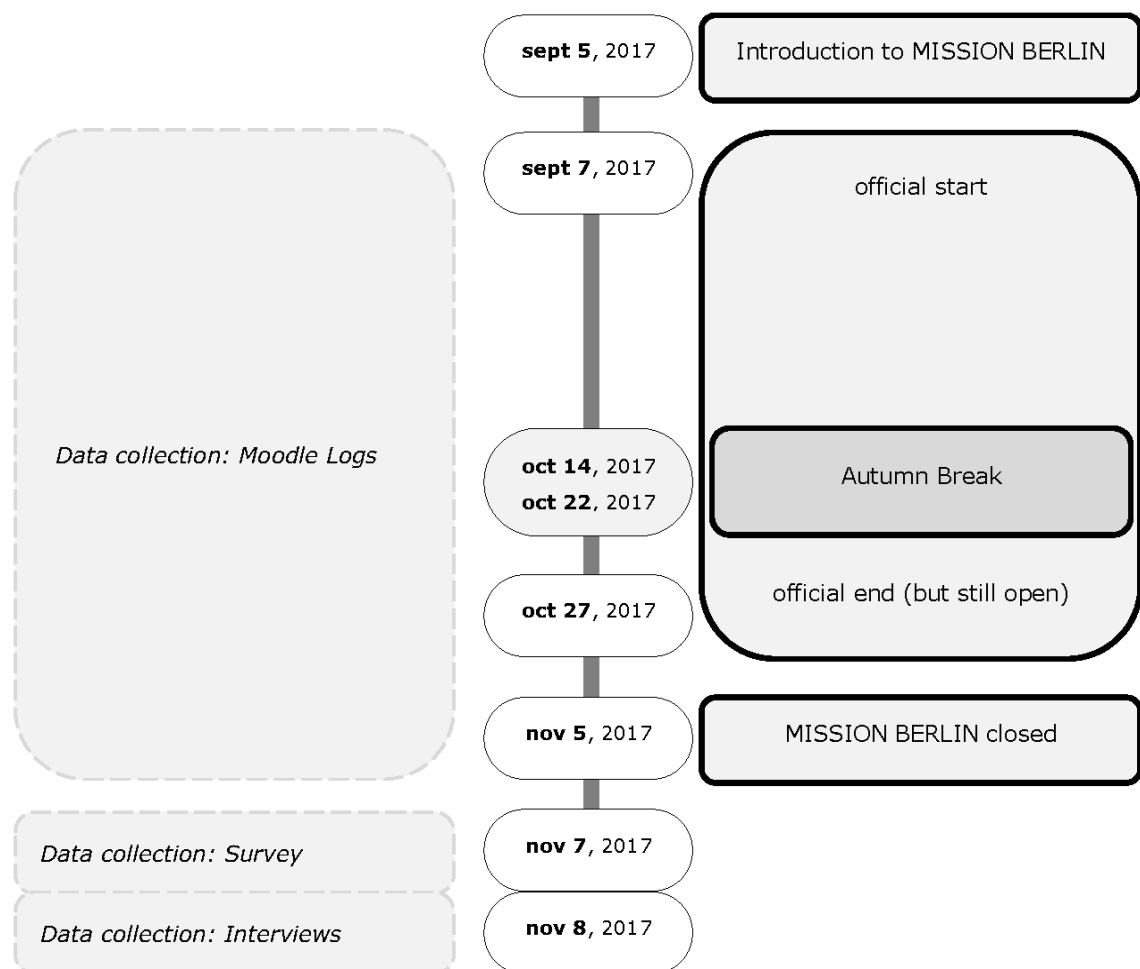 sept 5, 2017
Introduction to MISSION BERLIN
sept 7, 2017
official start
Data collection: Moodle Logs
oct 14, 2017
oct 22, 2017
Autumn Break
oct 27, 2017
official end (but still open)
nov 5, 2017
MISSION BERLIN closed
Data collection: Survey
nov 7, 2017
Data collection: Interviews
nov 8, 2017